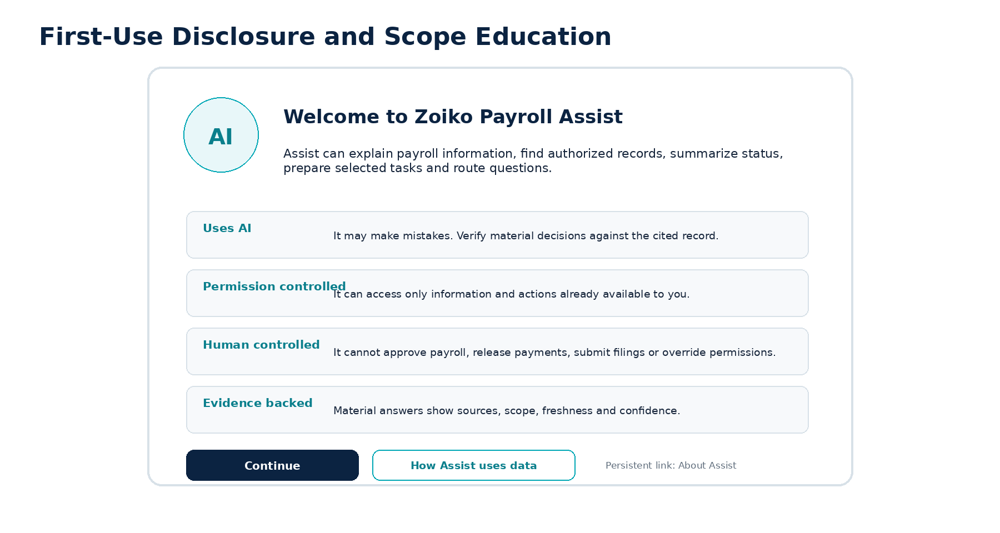 First-Use Disclosure and Scope Education
AI
Welcome to Zoiko Payroll Assist
Assist can explain payroll information, find authorized records, summarize status,
prepare selected tasks and route questions.
Uses AI
It may make mistakes. Verify material decisions against the cited record.
Permission controlled
It can access only information and actions already available to you.
Human controlled
It cannot approve payroll, release payments, submit filings or override permissions.
Evidence backed
Material answers show sources, scope, freshness and confidence.
Continue
How Assist uses data
Persistent link: About Assist